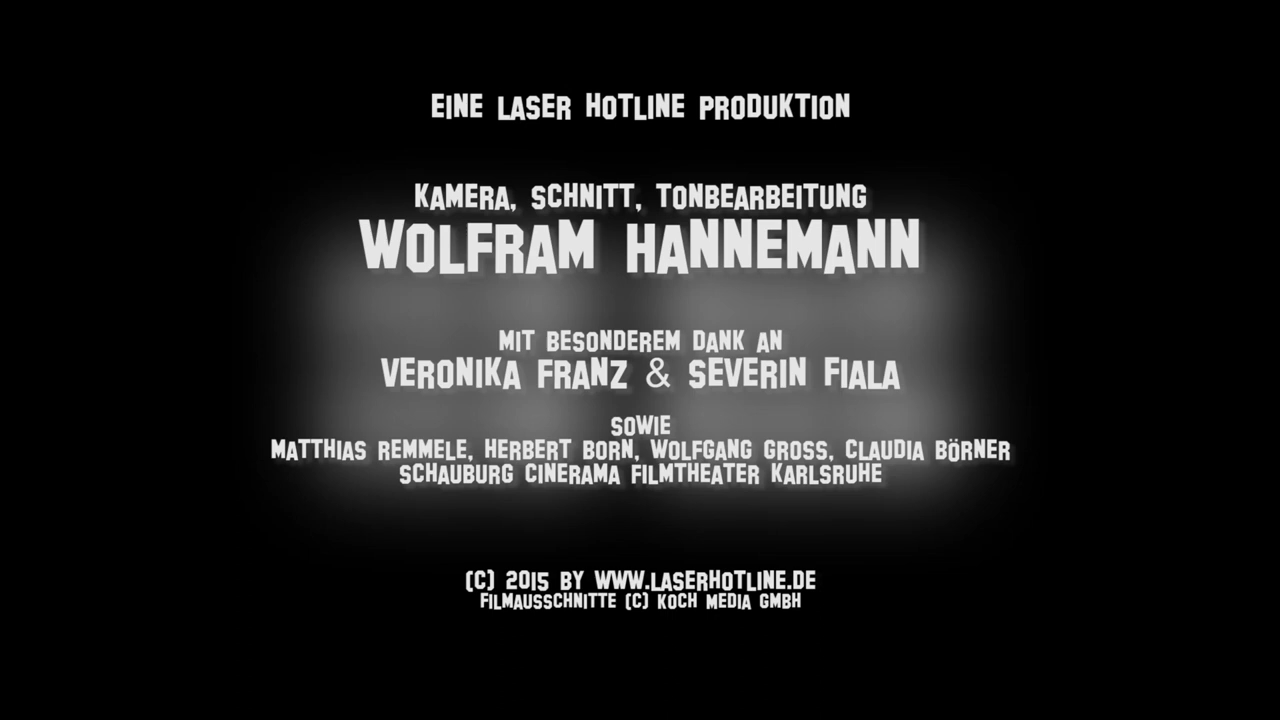 EINE LASER HOTLINE PRODUKTION
KAMERA, SCHNITT, TONBEARBEITUNG
WOLFRAM HANNEMANN
MIT BESONDEREM DANK AN
VERONIKA FRANZ & SEVERIN FIALA
SOWIE
MATTHIAS REMMELE, HERBERT BORN, WOLFGANG GROSS, CLAUDIA BÖRNER
SCHAUBURG CINERAMA FILMTHEATER KARLSRUHE
(C) 2015 BY WWW.LASERHOTLINE.DE
FILMAUSSCHNITTE (C) KOCH MEDIA GMBH